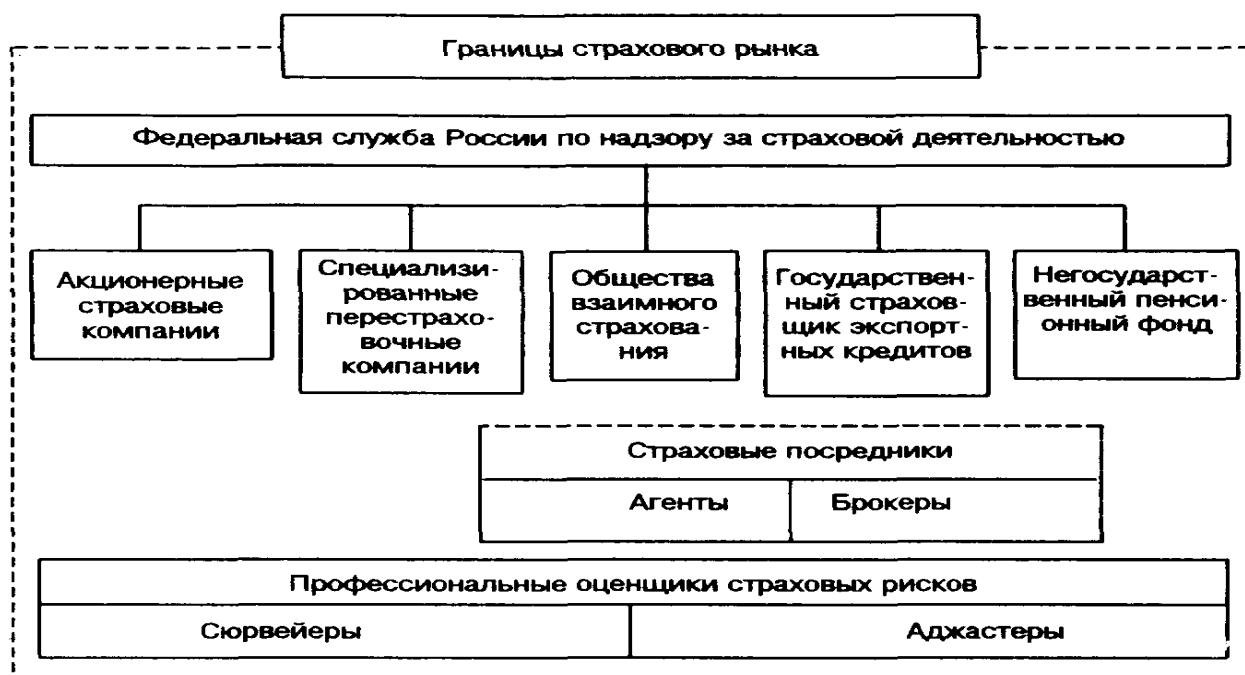 Границы страхового рынка
Федеральная служба России по надзору за страховой деятельностью
Акционерные
страховые
компании
Специализи-
рованные
перестрахо-
вочные
компании
Общества
взаимного
страхова-
ния
Государствен-
ный страхов-
щик экспорт-
ных кредитов
Негосударст-
венный пенси-
онный фонд
Страховые посредники
Агенты
Брокеры
Профессиональные оценщики страховых рисков
Сюрвейеры
Аджастеры